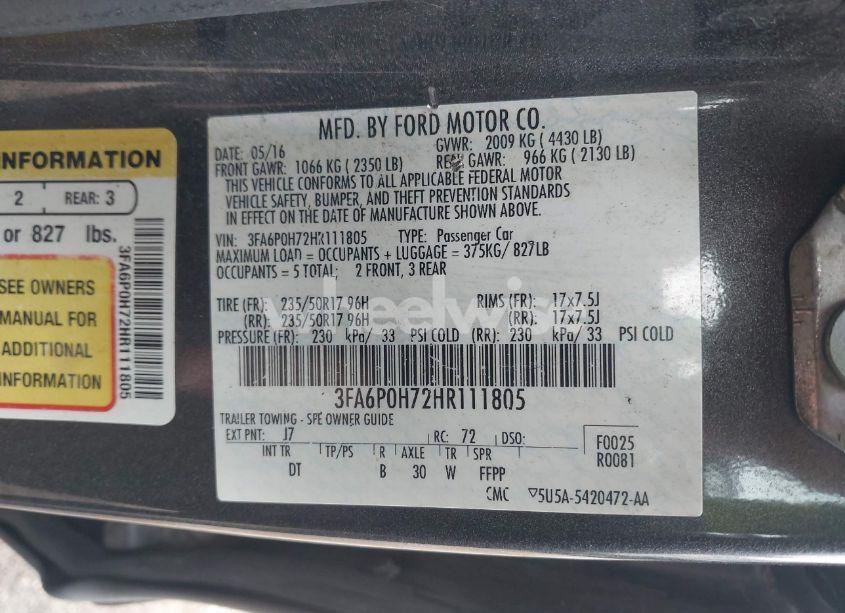 INFORMATION
2 REAR: 3
or 827 lbs.
SEE OWNERS
MANUAL FOR
ADDITIONAL
INFORMATION
3FA6P0H72HR111805
MFD. BY FORD MOTOR CO.
DATE: 05/16 GVWR: 2009 KG ( 4430 LB)
FRONT GAWR: 1066 KG ( 2350 LB) REAR GAWR: 966 KG ( 2130 LB)
THIS VEHICLE CONFORMS TO ALL APPLICABLE FEDERAL MOTOR
VEHICLE SAFETY, BUMPER, AND THEFT PREVENTION STANDARDS
IN EFFECT ON THE DATE OF MANUFACTURE SHOWN ABOVE.
VIN: 3FA6P0H72HR111805 TYPE: Passenger Car
MAXIMUM LOAD = OCCUPANTS + LUGGAGE = 375KG/ 827LB
OCCUPANTS = 5 TOTAL; 2 FRONT, 3 REAR
TIRE (FR): 235/50R17 96H RIMS (FR): 17x7.5J
(RR): 235/50R17 96H (RR): 17x7.5J
PRESSURE (FR): 230 kPa/ 33 PSI COLD (RR): 230 kPa/ 33 PSI COLD
wheelwise
3FA6P0H72HR111805
TRAILER TOWING - SEE OWNER GUIDE
EXT PNT: J7 RC: 72 DSO: F0025
INT TR TP/PS R AXLE TR SPR R0081
DT B 30 W FFPP
CMC ▽5U5A-5420472-AA